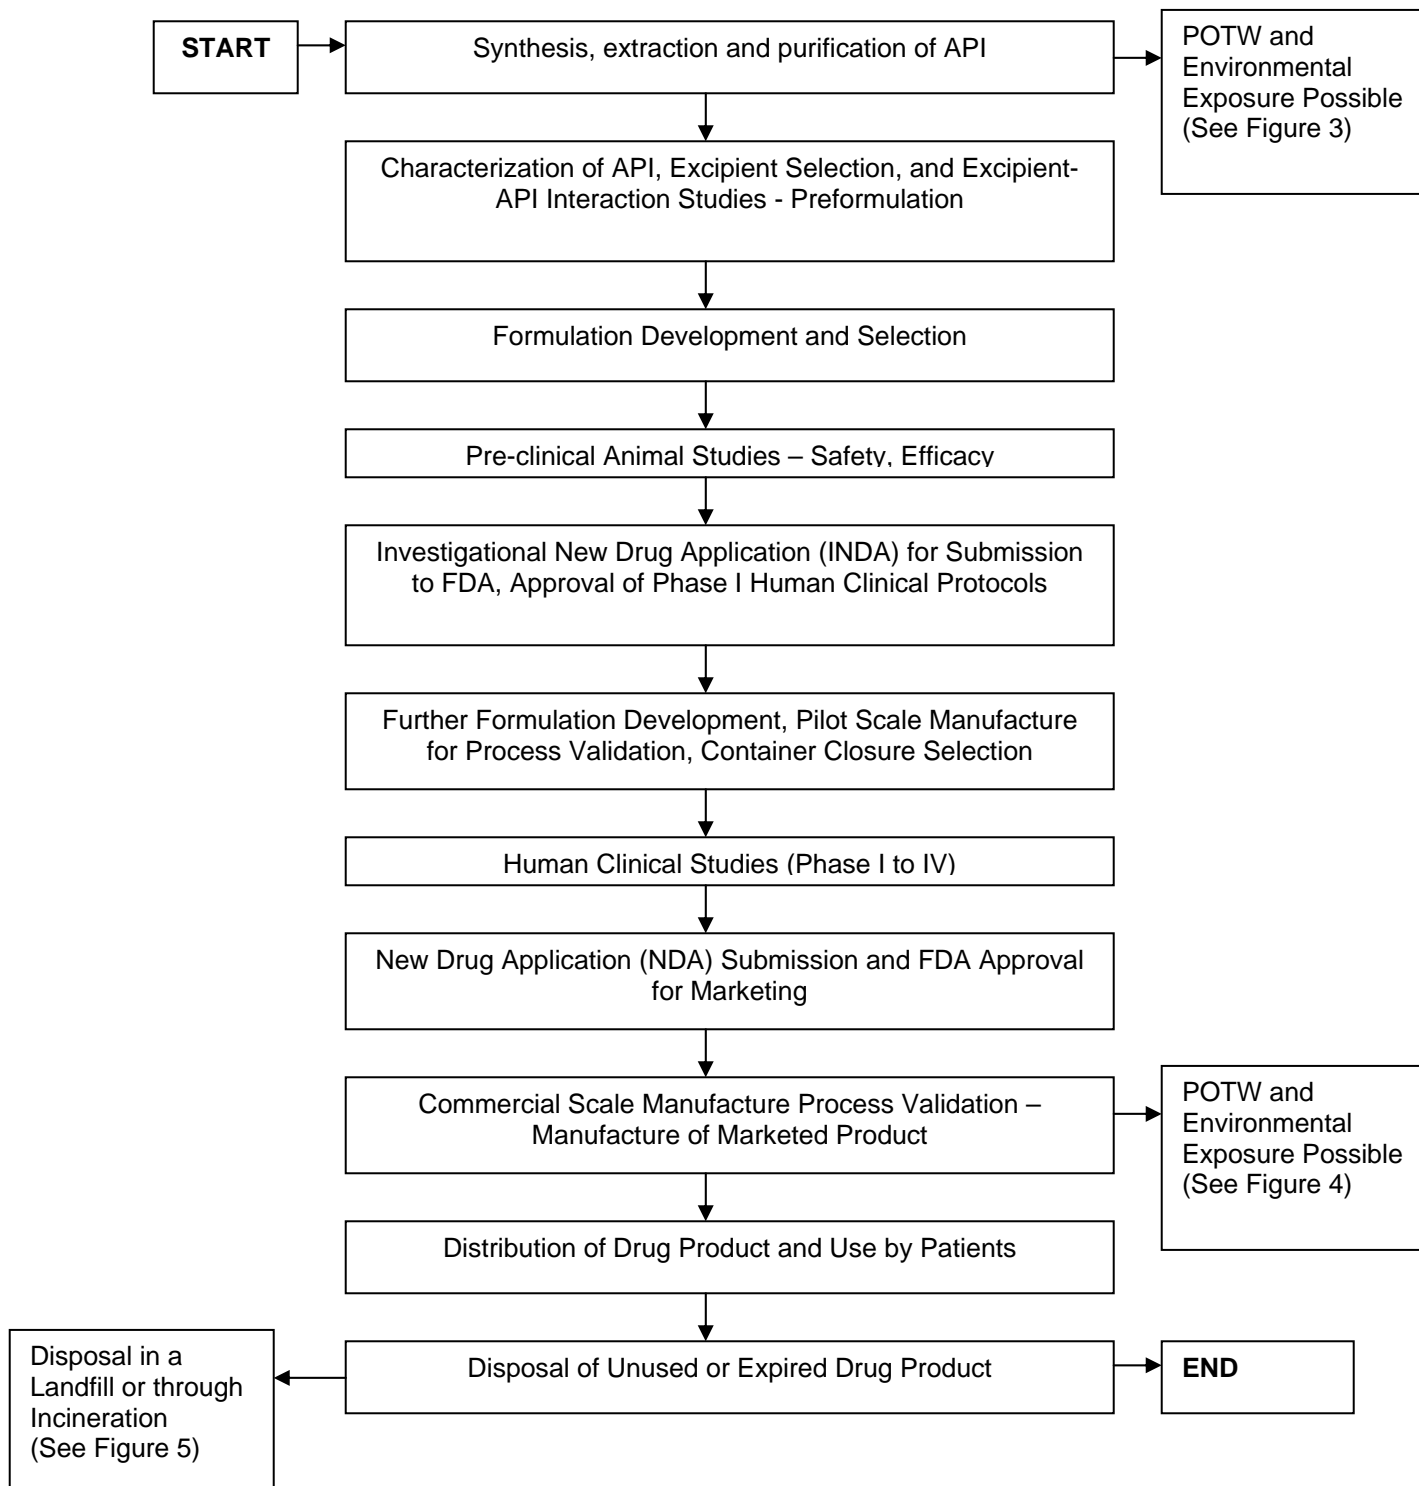 START
Synthesis, extraction and purification of API
POTW and
Environmental
Exposure Possible
(See Figure 3)
Characterization of API, Excipient Selection, and Excipient-
API Interaction Studies - Preformulation
Formulation Development and Selection
Pre-clinical Animal Studies – Safety, Efficacy
Investigational New Drug Application (INDA) for Submission
to FDA, Approval of Phase I Human Clinical Protocols
Further Formulation Development, Pilot Scale Manufacture
for Process Validation, Container Closure Selection
Human Clinical Studies (Phase I to IV)
New Drug Application (NDA) Submission and FDA Approval
for Marketing
Commercial Scale Manufacture Process Validation –
Manufacture of Marketed Product
POTW and
Environmental
Exposure Possible
(See Figure 4)
Distribution of Drug Product and Use by Patients
Disposal in a
Landfill or through
Incineration
(See Figure 5)
Disposal of Unused or Expired Drug Product
END